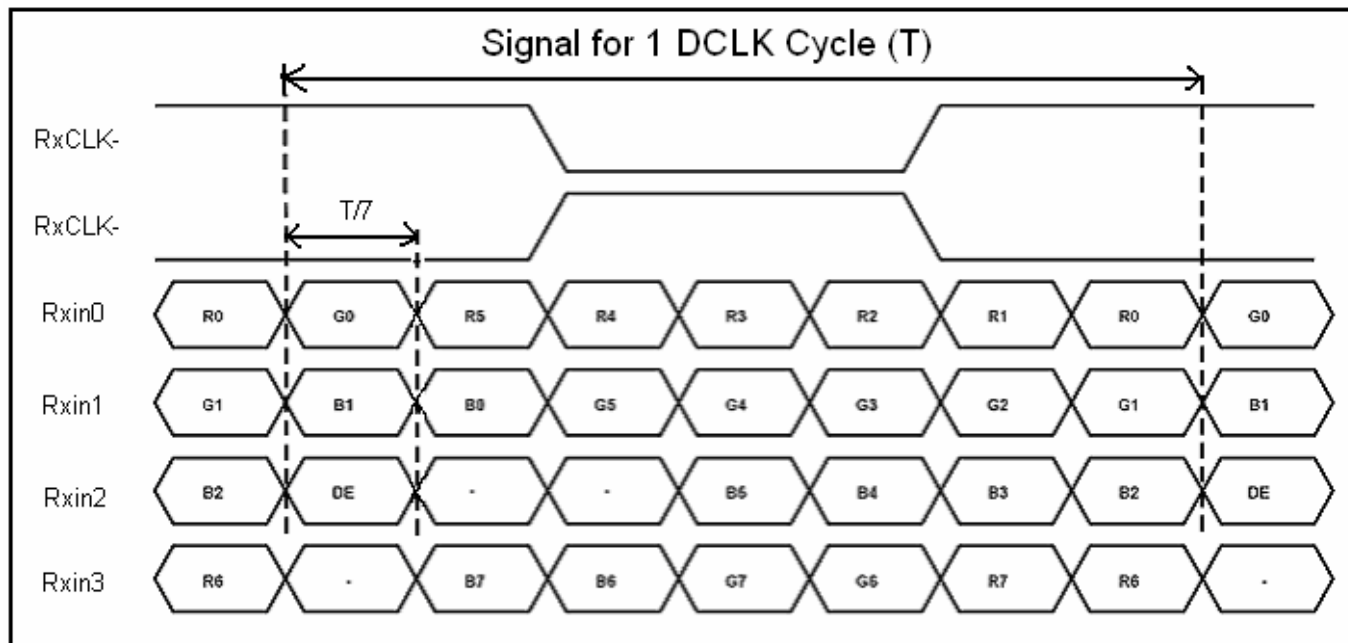 Signal for 1 DCLK Cycle (T)
RxCLK-
T/7
RxCLK-
Rxin0 R0 G0 R5 R4 R3 R2 R1 R0 G0
Rxin1 G1 B1 B0 G5 G4 G3 G2 G1 B1
Rxin2 B2 DE - - B5 B4 B3 B2 DE
Rxin3 R6 - B7 B6 G7 G6 R7 R6 -